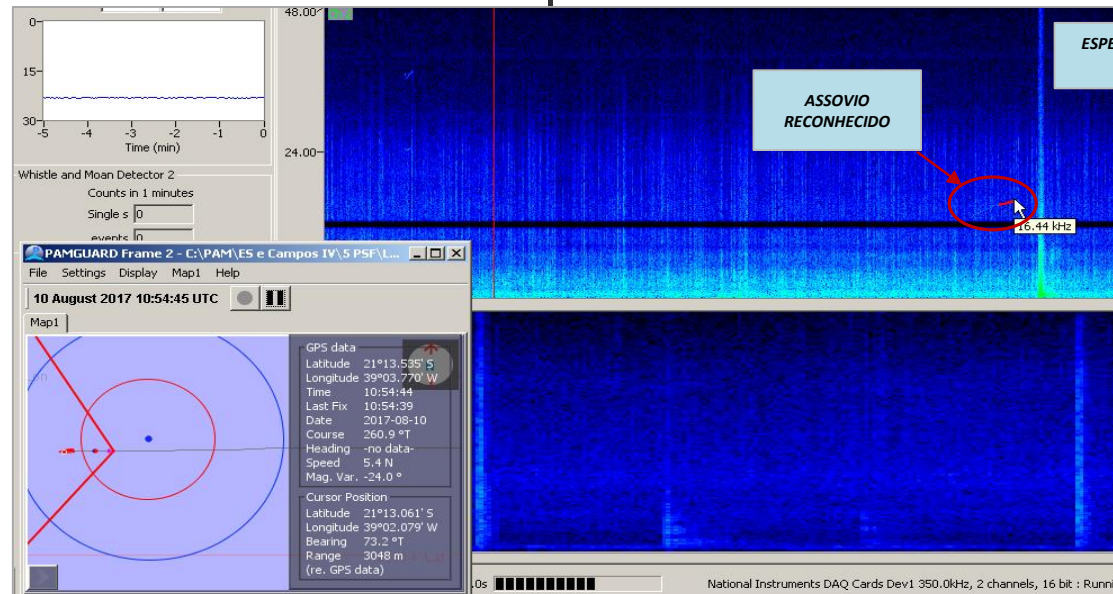 0-
15-
30-
-5 -4 -3 -2 -1 0
Time (min)
Whistle and Moan Detector 2
Counts in 1 minutes
Single s 0
events 0
48.00
24.00-
ASSOVIO
RECONHECIDO
ESPE
16.44 kHz
PAMGUARD Frame 2 - C:\PAM\ES e Campos IV\5 PSF\L...
File Settings Display Map1 Help
10 August 2017 10:54:45 UTC
Map1
GPS data
Latitude 21°13.535' S
Longitude 39°03.770' W
Time 10:54:44
Last Fix 10:54:39
Date 2017-08-10
Course 260.9 °T
Heading -no data-
Speed 5.4 N
Mag. Var. -24.0 °
Cursor Position
Latitude 21°13.061' S
Longitude 39°02.079' W
Bearing 73.2 °T
Range 3048 m
(re. GPS data)
.0s
National Instruments DAQ Cards Dev1 350.0kHz, 2 channels, 16 bit : Runni